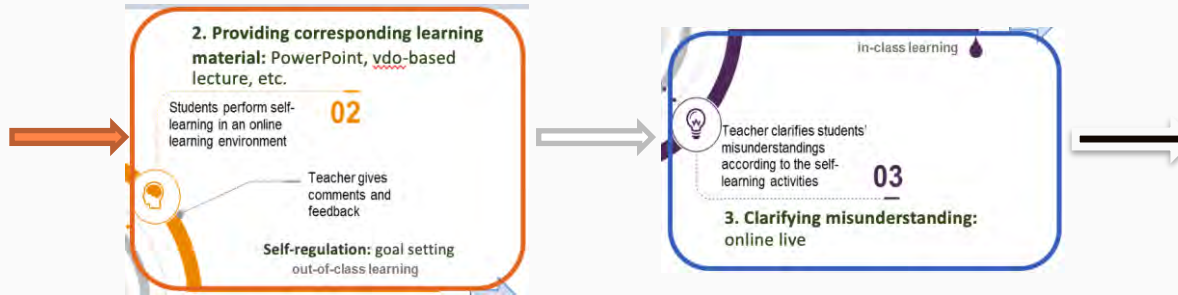 2. Providing corresponding learning
material: PowerPoint, vdo-based
lecture, etc.
Students perform self-
learning in an online
learning environment
02
Teacher gives
comments and
feedback
Self-regulation: goal setting
out-of-class learning
in-class learning
Teacher clarifies students'
misunderstandings
according to the self-
learning activities
03
3. Clarifying misunderstanding:
online live